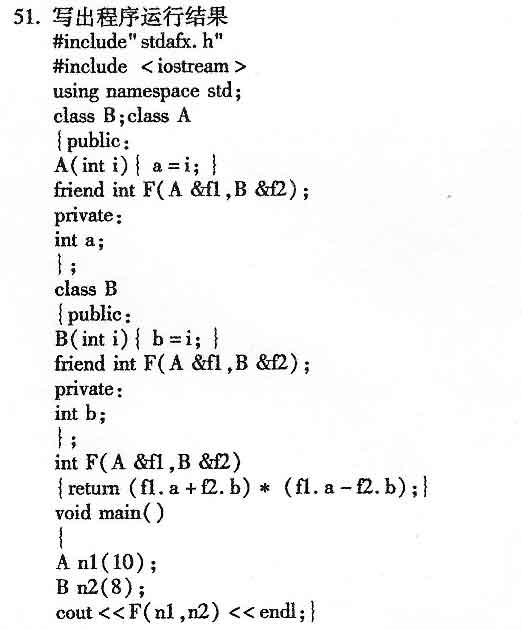 51. 写出程序运行结果
#include"stdafx.h"
#include <iostream>
using namespace std;
class B;class A
{public:
A(int i){ a=i; }
friend int F(A &f1,B &f2);
private:
int a;
};
class B
{public:
B(int i){ b=i; }
friend int F(A &f1,B &f2);
private:
int b;
};
int F(A &f1,B &f2)
{return (f1.a+f2.b) * (f1.a-f2.b);}
void main()
{
A n1(10);
B n2(8);
cout<<F(n1,n2)<<endl;}